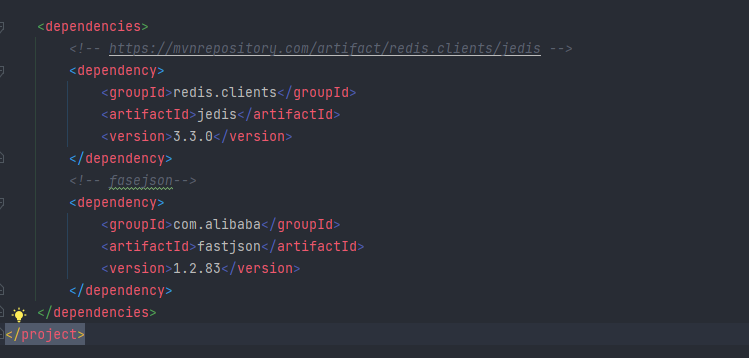 <dependencies>
<!-- https://mvnrepository.com/artifact/redis.clients/jedis -->
<dependency>
<groupId>redis.clients</groupId>
<artifactId>jedis</artifactId>
<version>3.3.0</version>
</dependency>
<!-- fasejson-->
<dependency>
<groupId>com.alibaba</groupId>
<artifactId>fastjson</artifactId>
<version>1.2.83</version>
</dependency>
</dependencies>
</project>